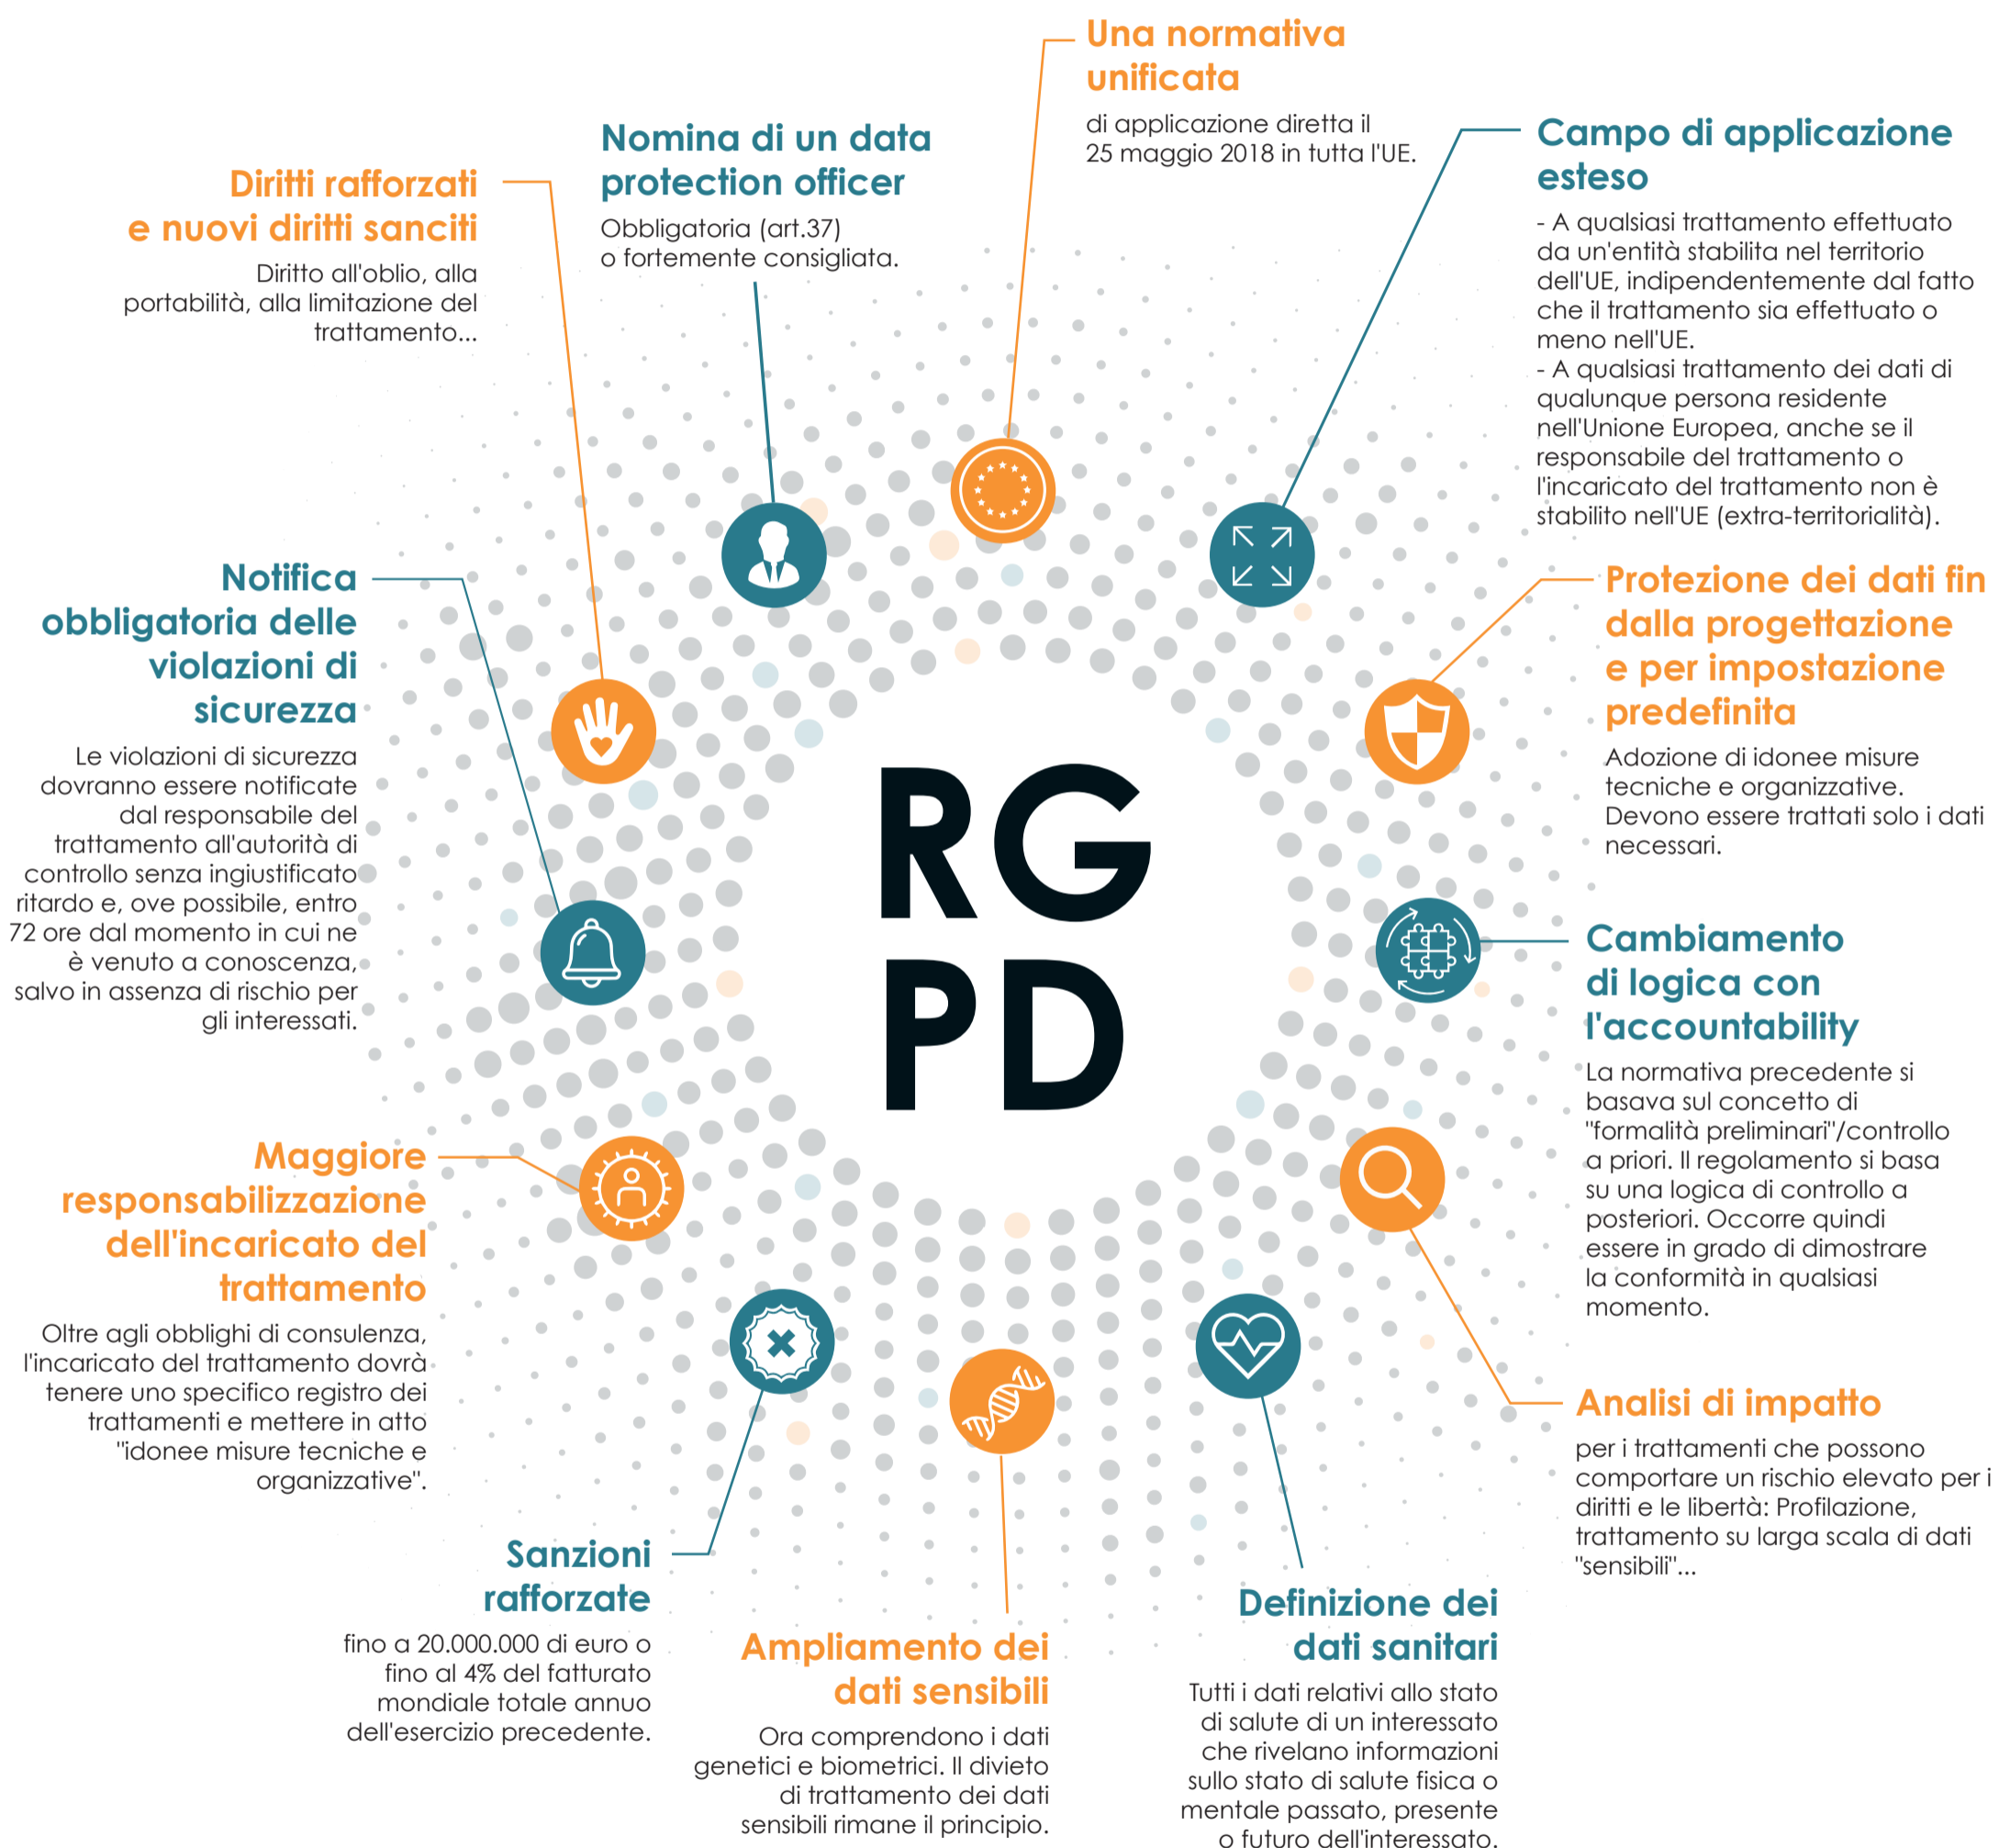 Una normativa
unificata
di applicazione diretta il
25 maggio 2018 in tutta l'UE.
Campo di applicazione
esteso
- A qualsiasi trattamento effettuato
da un'entità stabilita nel territorio
dell'UE, indipendentemente dal fatto
che il trattamento sia effettuato o
meno nell'UE.
- A qualsiasi trattamento dei dati di
qualunque persona residente
nell'Unione Europea, anche se il
responsabile del trattamento o
l'incaricato del trattamento non è
stabilito nell'UE (extra-territorialità).
Protezione dei dati fin
dalla progettazione
e per impostazione
predefinita
Adozione di idonee misure
tecniche e organizzative.
Devono essere trattati solo i dati
necessari.
Cambiamento
di logica con
l'accountability
La normativa precedente si
basava sul concetto di
"formalità preliminari"/controllo
a priori. Il regolamento si basa
su una logica di controllo a
posteriori. Occorre quindi
essere in grado di dimostrare
la conformità in qualsiasi
momento.
Analisi di impatto
per i trattamenti che possono
comportare un rischio elevato per i
diritti e le libertà: Profilazione,
trattamento su larga scala di dati
"sensibili"...
Definizione dei
dati sanitari
Tutti i dati relativi allo stato
di salute di un interessato
che rivelano informazioni
sullo stato di salute fisica o
mentale passato, presente
o futuro dell'interessato.
Ampliamento dei
dati sensibili
Ora comprendono i dati
genetici e biometrici. Il divieto
di trattamento dei dati
sensibili rimane il principio.
Sanzioni
rafforzate
fino a 20.000.000 di euro o
fino al 4% del fatturato
mondiale totale annuo
dell'esercizio precedente.
Maggiore
responsabilizzazione
dell'incaricato del
trattamento
Oltre agli obblighi di consulenza,
l'incaricato del trattamento dovrà
tenere uno specifico registro dei
trattamenti e mettere in atto
"idonee misure tecniche e
organizzative".
Notifica
obbligatoria delle
violazioni di
sicurezza
Le violazioni di sicurezza
dovranno essere notificate
dal responsabile del
trattamento all'autorità di
controllo senza ingiustificato
ritardo e, ove possibile, entro
72 ore dal momento in cui ne
è venuto a conoscenza,
salvo in assenza di rischio per
gli interessati.
Diritti rafforzati
e nuovi diritti sanciti
Diritto all'oblio, alla
portabilità, alla limitazione del
trattamento...
Nomina di un data
protection officer
Obbligatoria (art.37)
o fortemente consigliata.
RG
PD